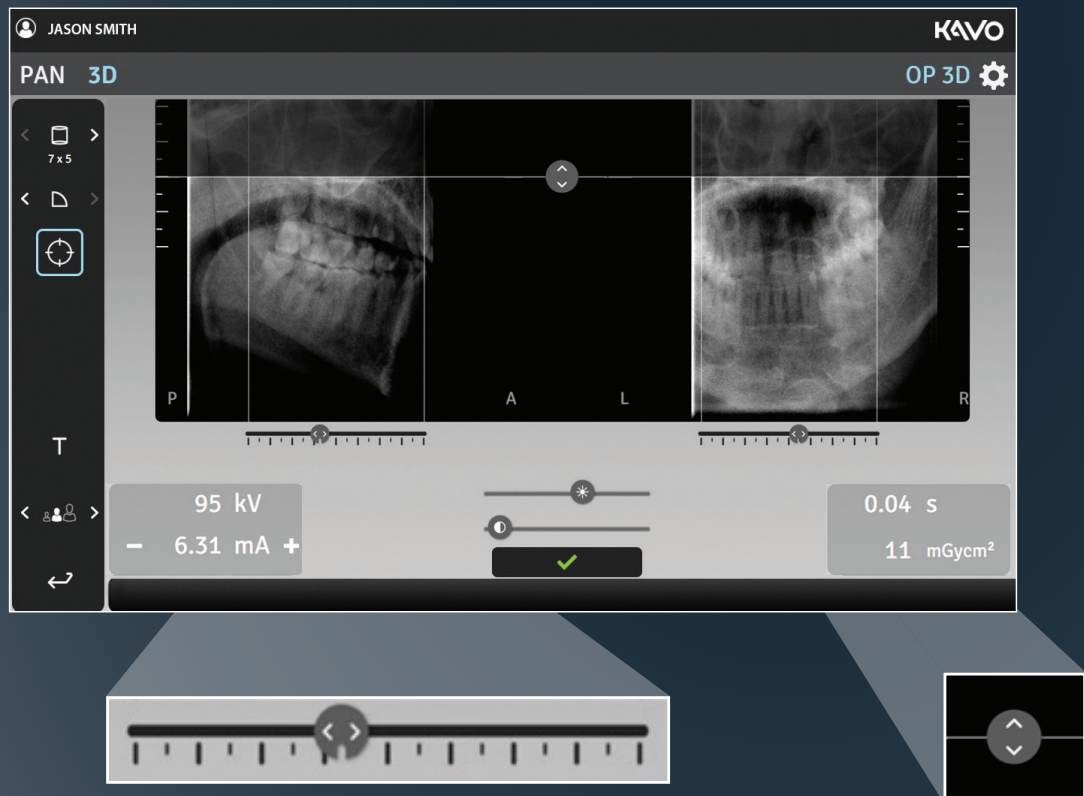 JASON SMITH
KAVO
PAN 3D
OP 3D
7 x 5
P
A
L
R
T
95 kV
6.31 mA
0.04 s
11 mGycm²